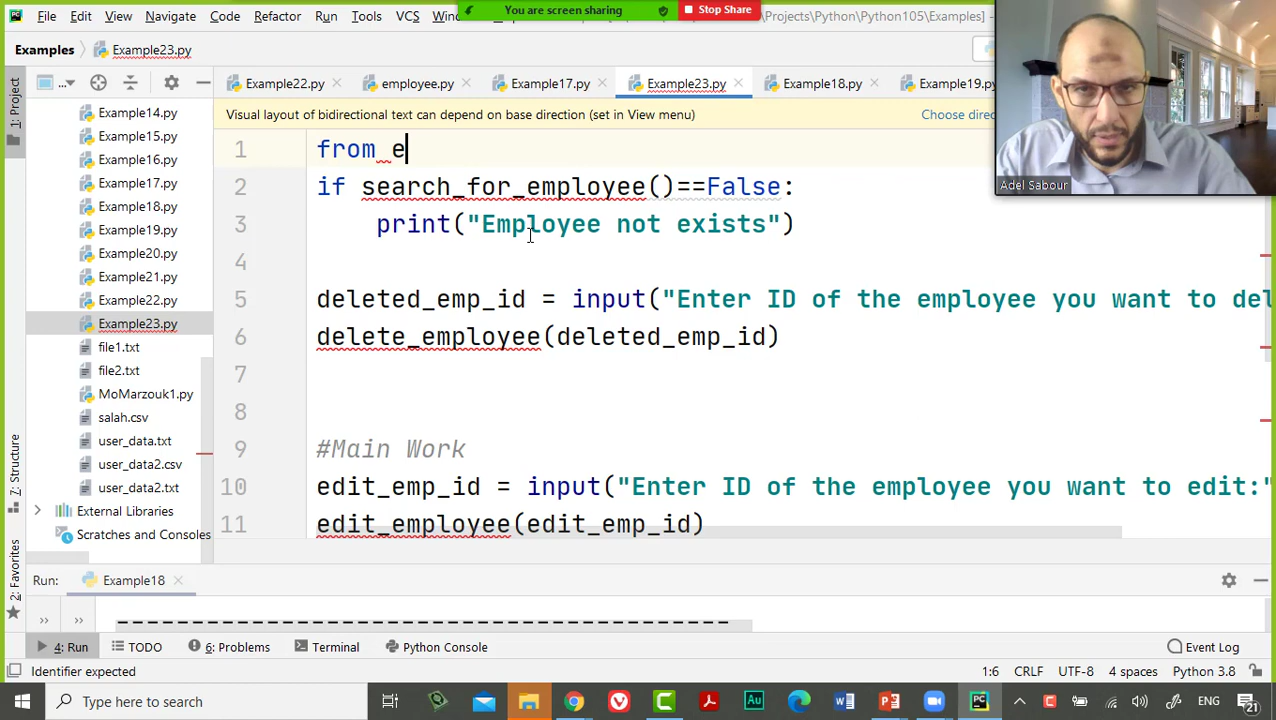 File Edit View Navigate Code Refactor Run Tools VCS
You are screen sharing Stop Share
\Projects\Python\Python105\Examples] -
Examples Example23.py
... Example22.py employee.py Example17.py Example23.py Example18.py Example19.py
1: Project
Visual layout of bidirectional text can depend on base direction (set in View menu) Choose direc
Adel Sabour
Example14.py
Example15.py
Example16.py
Example17.py
Example18.py
Example19.py
Example20.py
Example21.py
Example22.py
Example23.py
file1.txt
file2.txt
MoMarzouk1.py
salah.csv
user_data.txt
user_data2.csv
user_data2.txt
External Libraries
Scratches and Consoles
7: Structure
2: Favorites
1 from e
2 if search_for_employee()==False:
3 print("Employee not exists")
4
5 deleted_emp_id = input("Enter ID of the employee you want to del
6 delete_employee(deleted_emp_id)
7
8
9 #Main Work
10 edit_emp_id = input("Enter ID of the employee you want to edit:"
11 edit_employee(edit_emp_id)
Run: Example18
>> >> -----------------------------------------
4: Run TODO 6: Problems Terminal Python Console Event Log
Identifier expected 1:6 CRLF UTF-8 4 spaces Python 3.8
Type here to search ENG 21